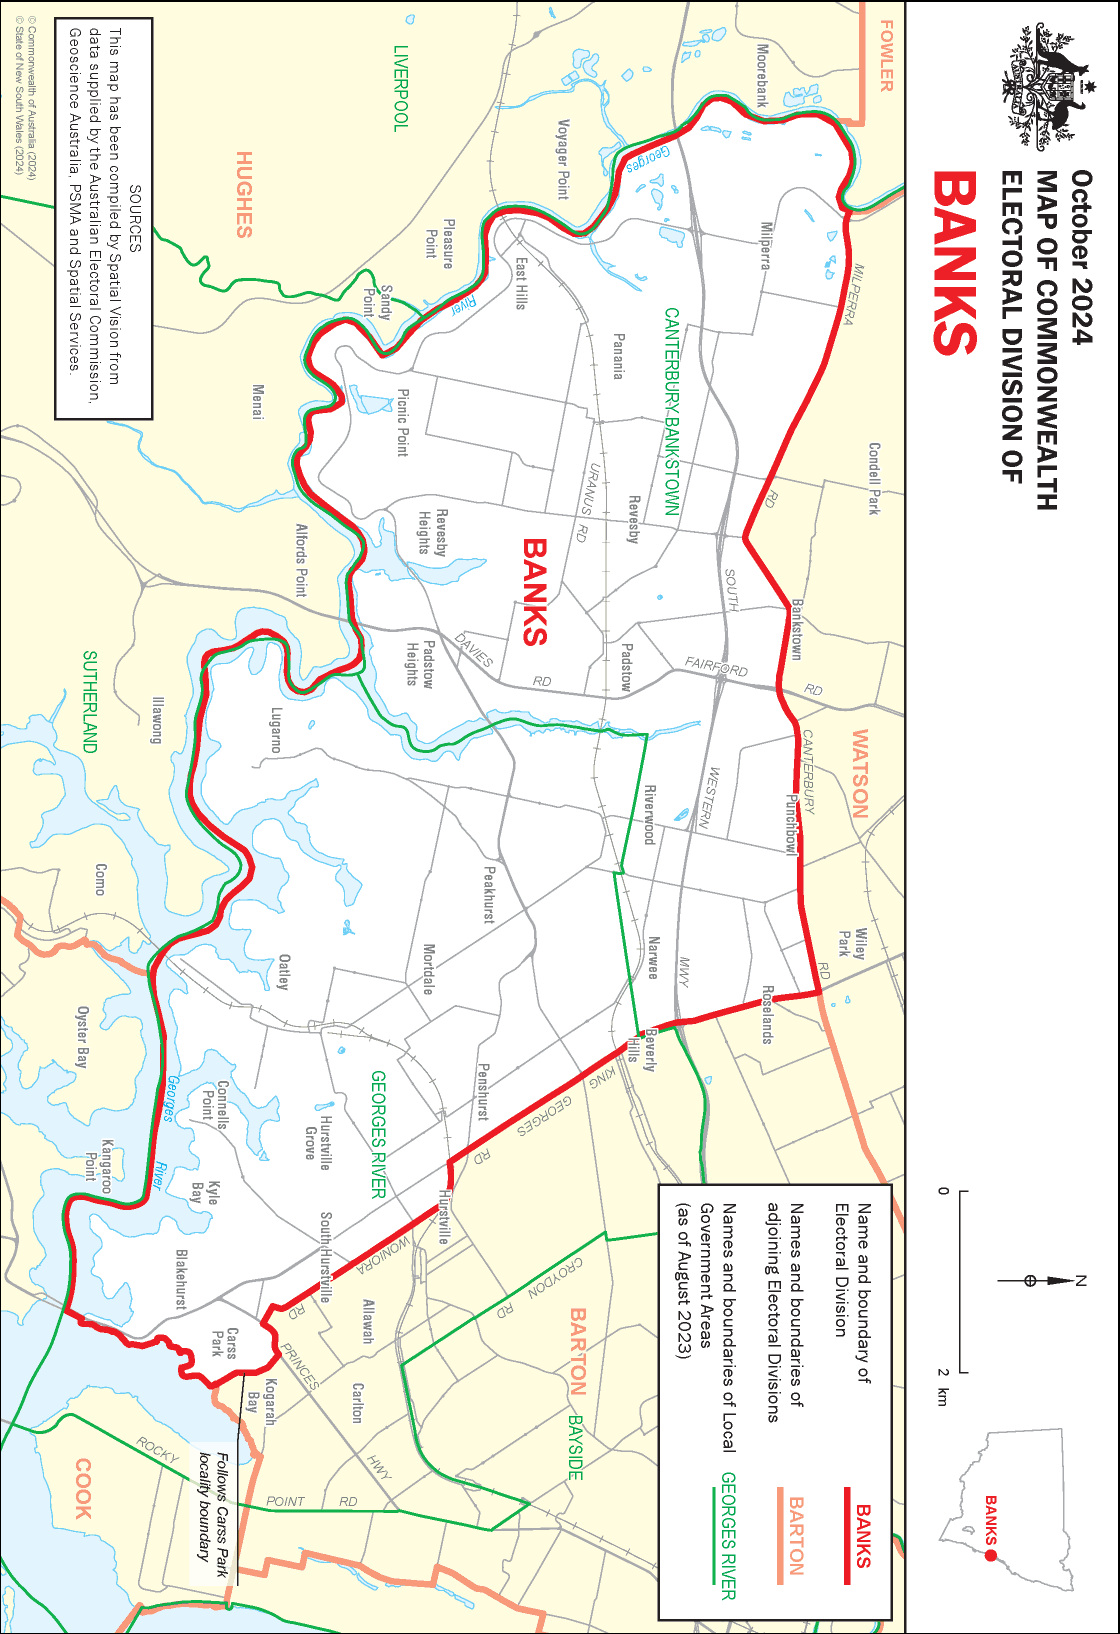 October 2024
MAP OF COMMONWEALTH
ELECTORAL DIVISION OF
BANKS
AUSTRALIA
0
2 km
N
BANKS
Name and boundary of
Electoral Division
BANKS
Names and boundaries of
adjoining Electoral Divisions
BARTON
Names and boundaries of Local
Government Areas
(as of August 2023)
GEORGES RIVER
FOWLER
Moorebank
LIVERPOOL
Voyager Point
HUGHES
Georges
Milperra
MILPERRA
RD
Condell Park
Pleasure
Point
East Hills
River
Sandy
Point
CANTERBURY-BANKSTOWN
Panania
Picnic Point
Menai
URANUS RD
Revesby
Revesby
Heights
Alfords Point
BANKS
SOUTH
WESTERN
MWY
Bankstown
Padstow
Padstow
Heights
DAVIES
RD
FAIRFORD
RD
CANTERBURY
RD
WATSON
Punchbowl
Wiley
Park
SUTHERLAND
Illawong
Lugarno
Riverwood
Peakhurst
Narwee
Roselands
Beverly
Hills
Como
Oatley
Mortdale
Oyster Bay
Penshurst
KING
GEORGES
RD
GEORGES RIVER
Hurstville
Grove
Connells
Point
Georges
River
Kangaroo
Point
Kyle
Bay
Hurstville
South Hurstville
WONIORA
RD
Blakehurst
Allawah
Carss
Park
PRINCES
HWY
Kogarah
Bay
Carlton
CROYDON
RD
BARTON
BAYSIDE
ROCKY
POINT RD
COOK
Follows Carss Park
locality boundary
SOURCES
This map has been compiled by Spatial Vision from
data supplied by the Australian Electoral Commission,
Geoscience Australia, PSMA and Spatial Services.
© Commonwealth of Australia (2024)
© State of New South Wales (2024)